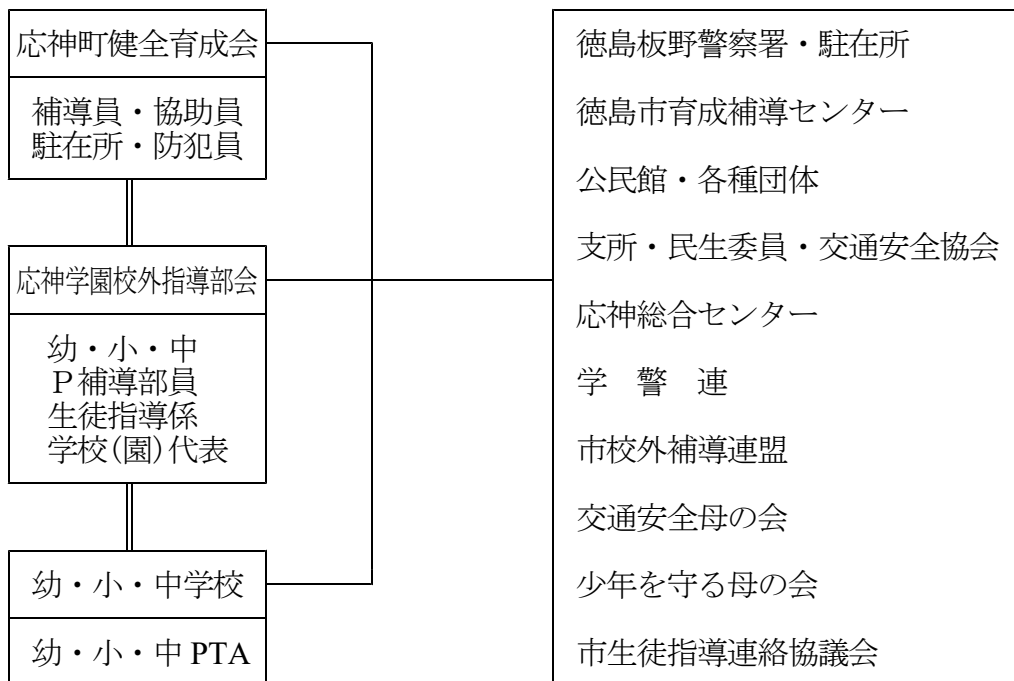 応神町健全育成会
補導員・協助員
駐在所・防犯員
応神学園校外指導部会
幼・小・中
P補導部員
生徒指導係
学校(園)代表
幼・小・中学校
幼・小・中 PTA
徳島板野警察署・駐在所
徳島市育成補導センター
公民館・各種団体
支所・民生委員・交通安全協会
応神総合センター
学　警　連
市校外補導連盟
交通安全母の会
少年を守る母の会
市生徒指導連絡協議会